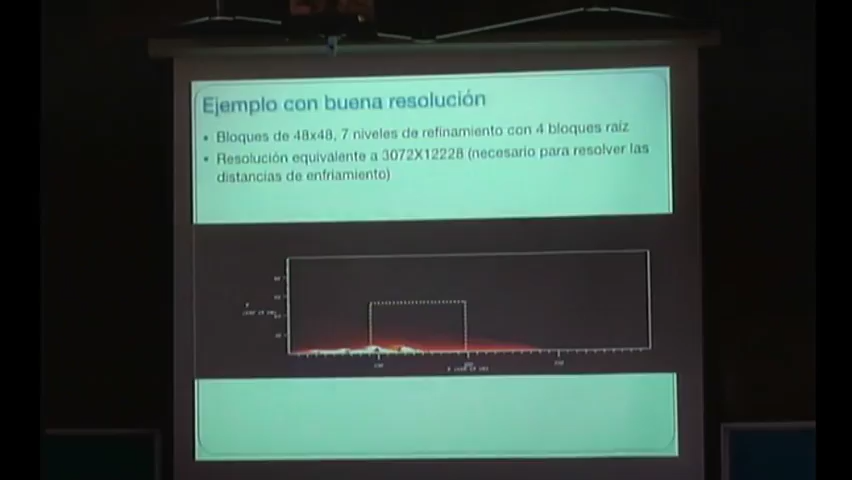 Ejemplo con buena resolución
• Bloques de 48x48, 7 niveles de refinamiento con 4 bloques raíz
• Resolución equivalente a 3072X12228 (necesario para resolver las
distancias de enfriamiento)